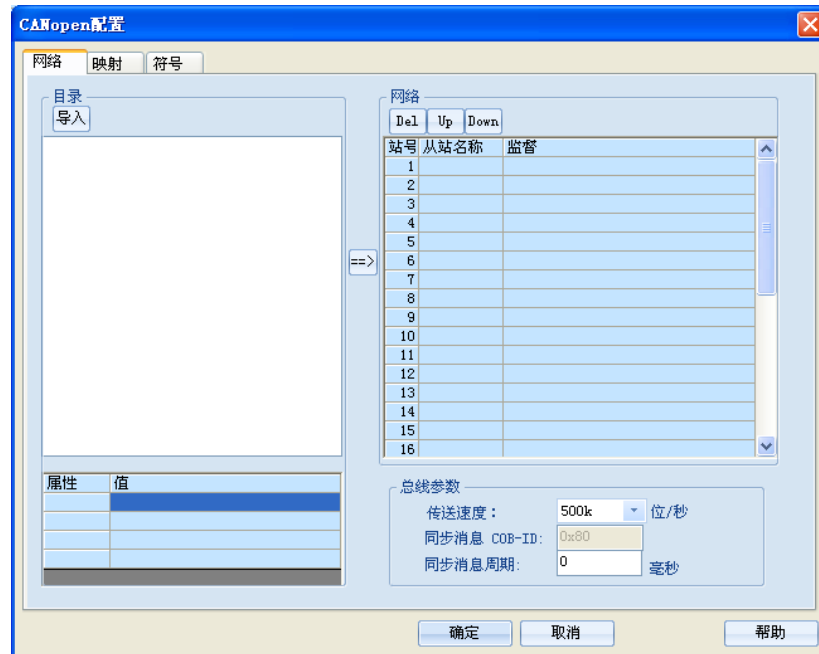 CANopen配置
网络 映射 符号
目录
导入
网络
Del Up Down
站号 从站名称 监督
1
2
3
4
5
==> 6
7
8
9
10
11
12
13
14
15
16
属性 值
总线参数
传送速度： 500k 位/秒
同步消息 COB-ID: 0x80
同步消息周期: 0 毫秒
确定 取消 帮助